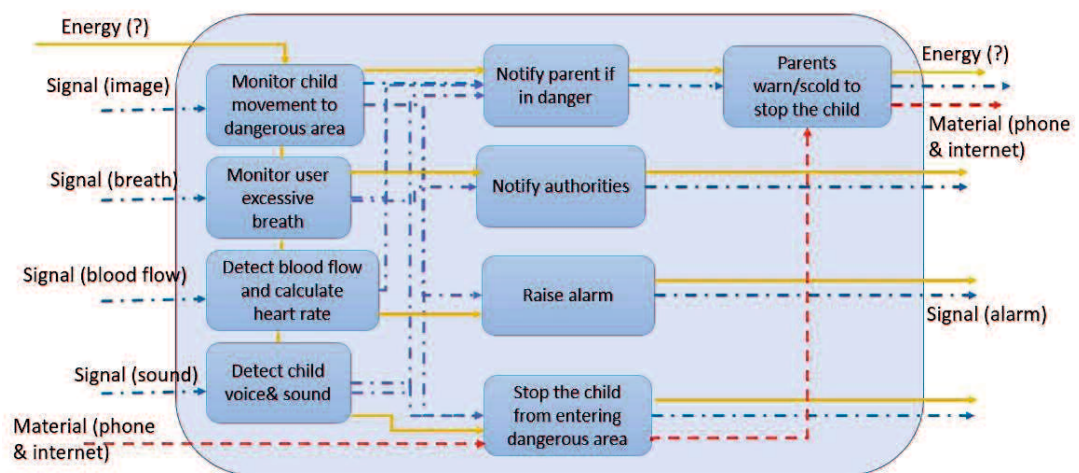 Energy (?)
Signal (image)
Signal (breath)
Signal (blood flow)
Signal (sound)
Material (phone
& internet)
Monitor child
movement to
dangerous area
Monitor user
excessive
breath
Detect blood flow
and calculate
heart rate
Detect child
voice& sound
Notify parent if
in danger
Notify authorities
Raise alarm
Stop the child
from entering
dangerous area
Parents
warn/scold to
stop the child
Energy (?)
Material (phone
& internet)
Signal (alarm)